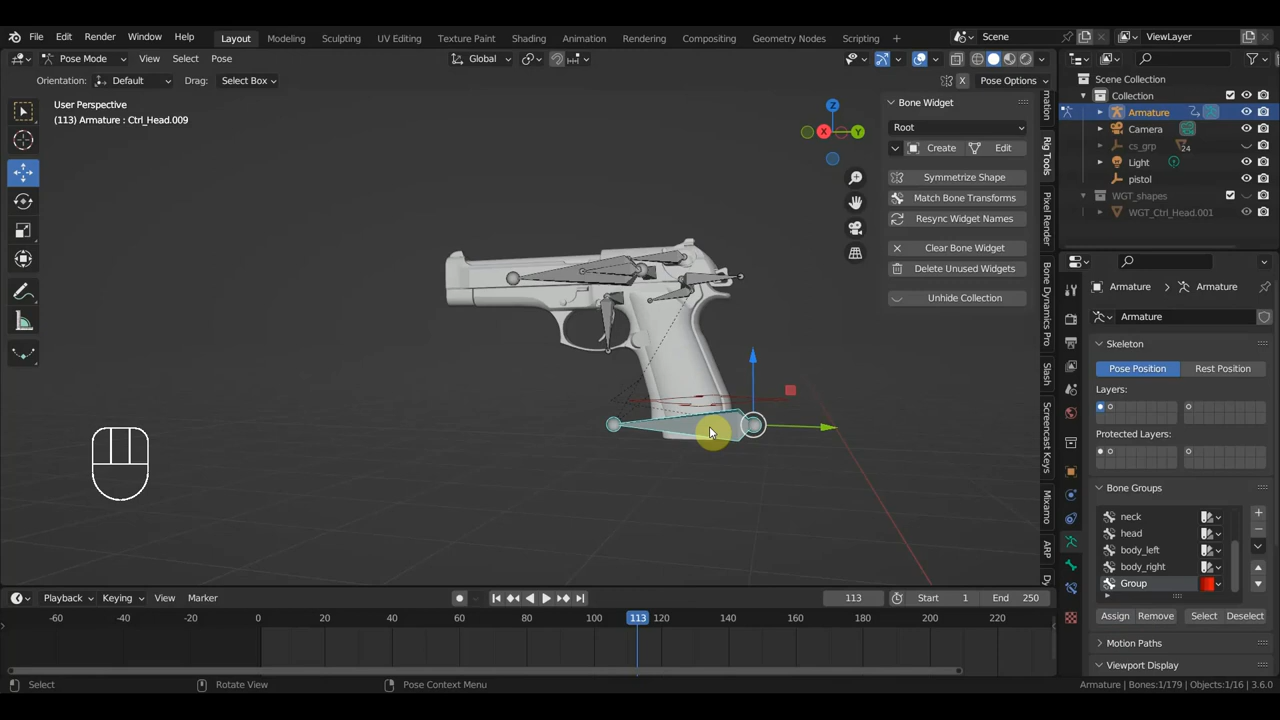 File Edit Render Window Help Layout Modeling Sculpting UV Editing Texture Paint Shading Animation Rendering Compositing Geometry Nodes Scripting + Scene ViewLayer
Pose Mode View Select Pose Global
Orientation: Default Drag: Select Box X Pose Options
User Perspective
(113) Armature : Ctrl_Head.009
Z
X
Y
Bone Widget
Root
Create Edit
Symmetrize Shape
Match Bone Transforms
Resync Widget Names
Clear Bone Widget
Delete Unused Widgets
Unhide Collection
mation
Rig Tools
Pixel Render
Bone Dynamics Pro
Slash
Screencast Keys
Mixamo
ARP
Dy
Scene Collection
Collection
Armature
Camera
cs_grp 24
Light
pistol
WGT_shapes
WGT_Ctrl_Head.001
Armature > Armature
Armature
Skeleton
Pose Position Rest Position
Layers:
Protected Layers:
Bone Groups
neck
head
body_left
body_right
Group
Assign Remove Select Deselect
Motion Paths
Viewport Display
Playback Keying View Marker 113 Start 1 End 250
-60 -40 -20 0 20 40 60 80 100 113 120 140 160 180 200 220
Select Rotate View Pose Context Menu Armature | Bones:1/179 | Objects:1/16 | 3.6.0